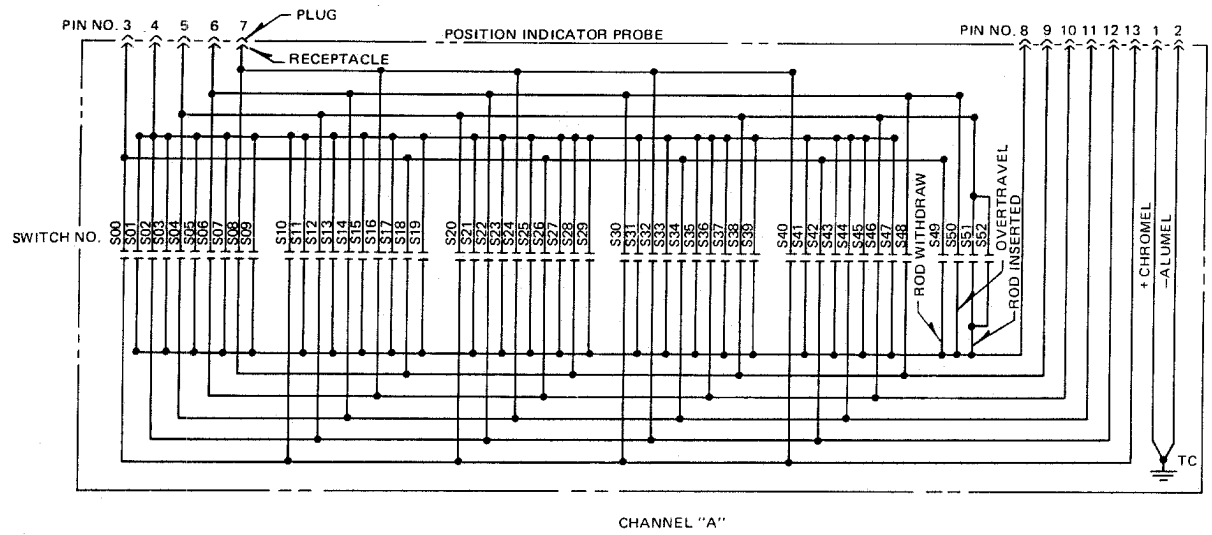 PLUG
PIN NO. 3 4 5 6 7
POSITION INDICATOR PROBE
PIN NO. 8 9 10 11 12 13 1 2
RECEPTACLE
SWITCH NO. S00 S01 S02 S03 S04 S05 S06 S07 S08 S09 S10 S11 S12 S13 S14 S15 S16 S17 S18 S19 S20 S21 S22 S23 S24 S25 S26 S27 S28 S29 S30 S31 S32 S33 S34 S35 S36 S37 S38 S39 S40 S41 S42 S43 S44 S45 S46 S47 S48 S49 S50 S51 S52
ROD WITHDRAW
OVERTRAVEL
ROD INSERTED
+ CHROMEL
–ALUMEL
TC
CHANNEL "A"